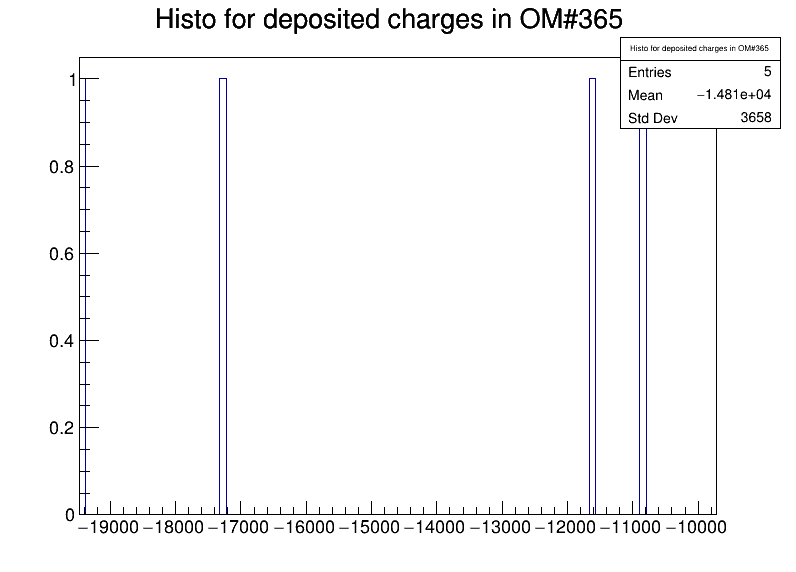 Histo for deposited charges in OM#365
Histo for deposited charges in OM#365
Entries 5
Mean −1.481e+04
Std Dev 3658
1
0.8
0.6
0.4
0.2
0
−19000 −18000 −17000 −16000 −15000 −14000 −13000 −12000 −11000 −10000